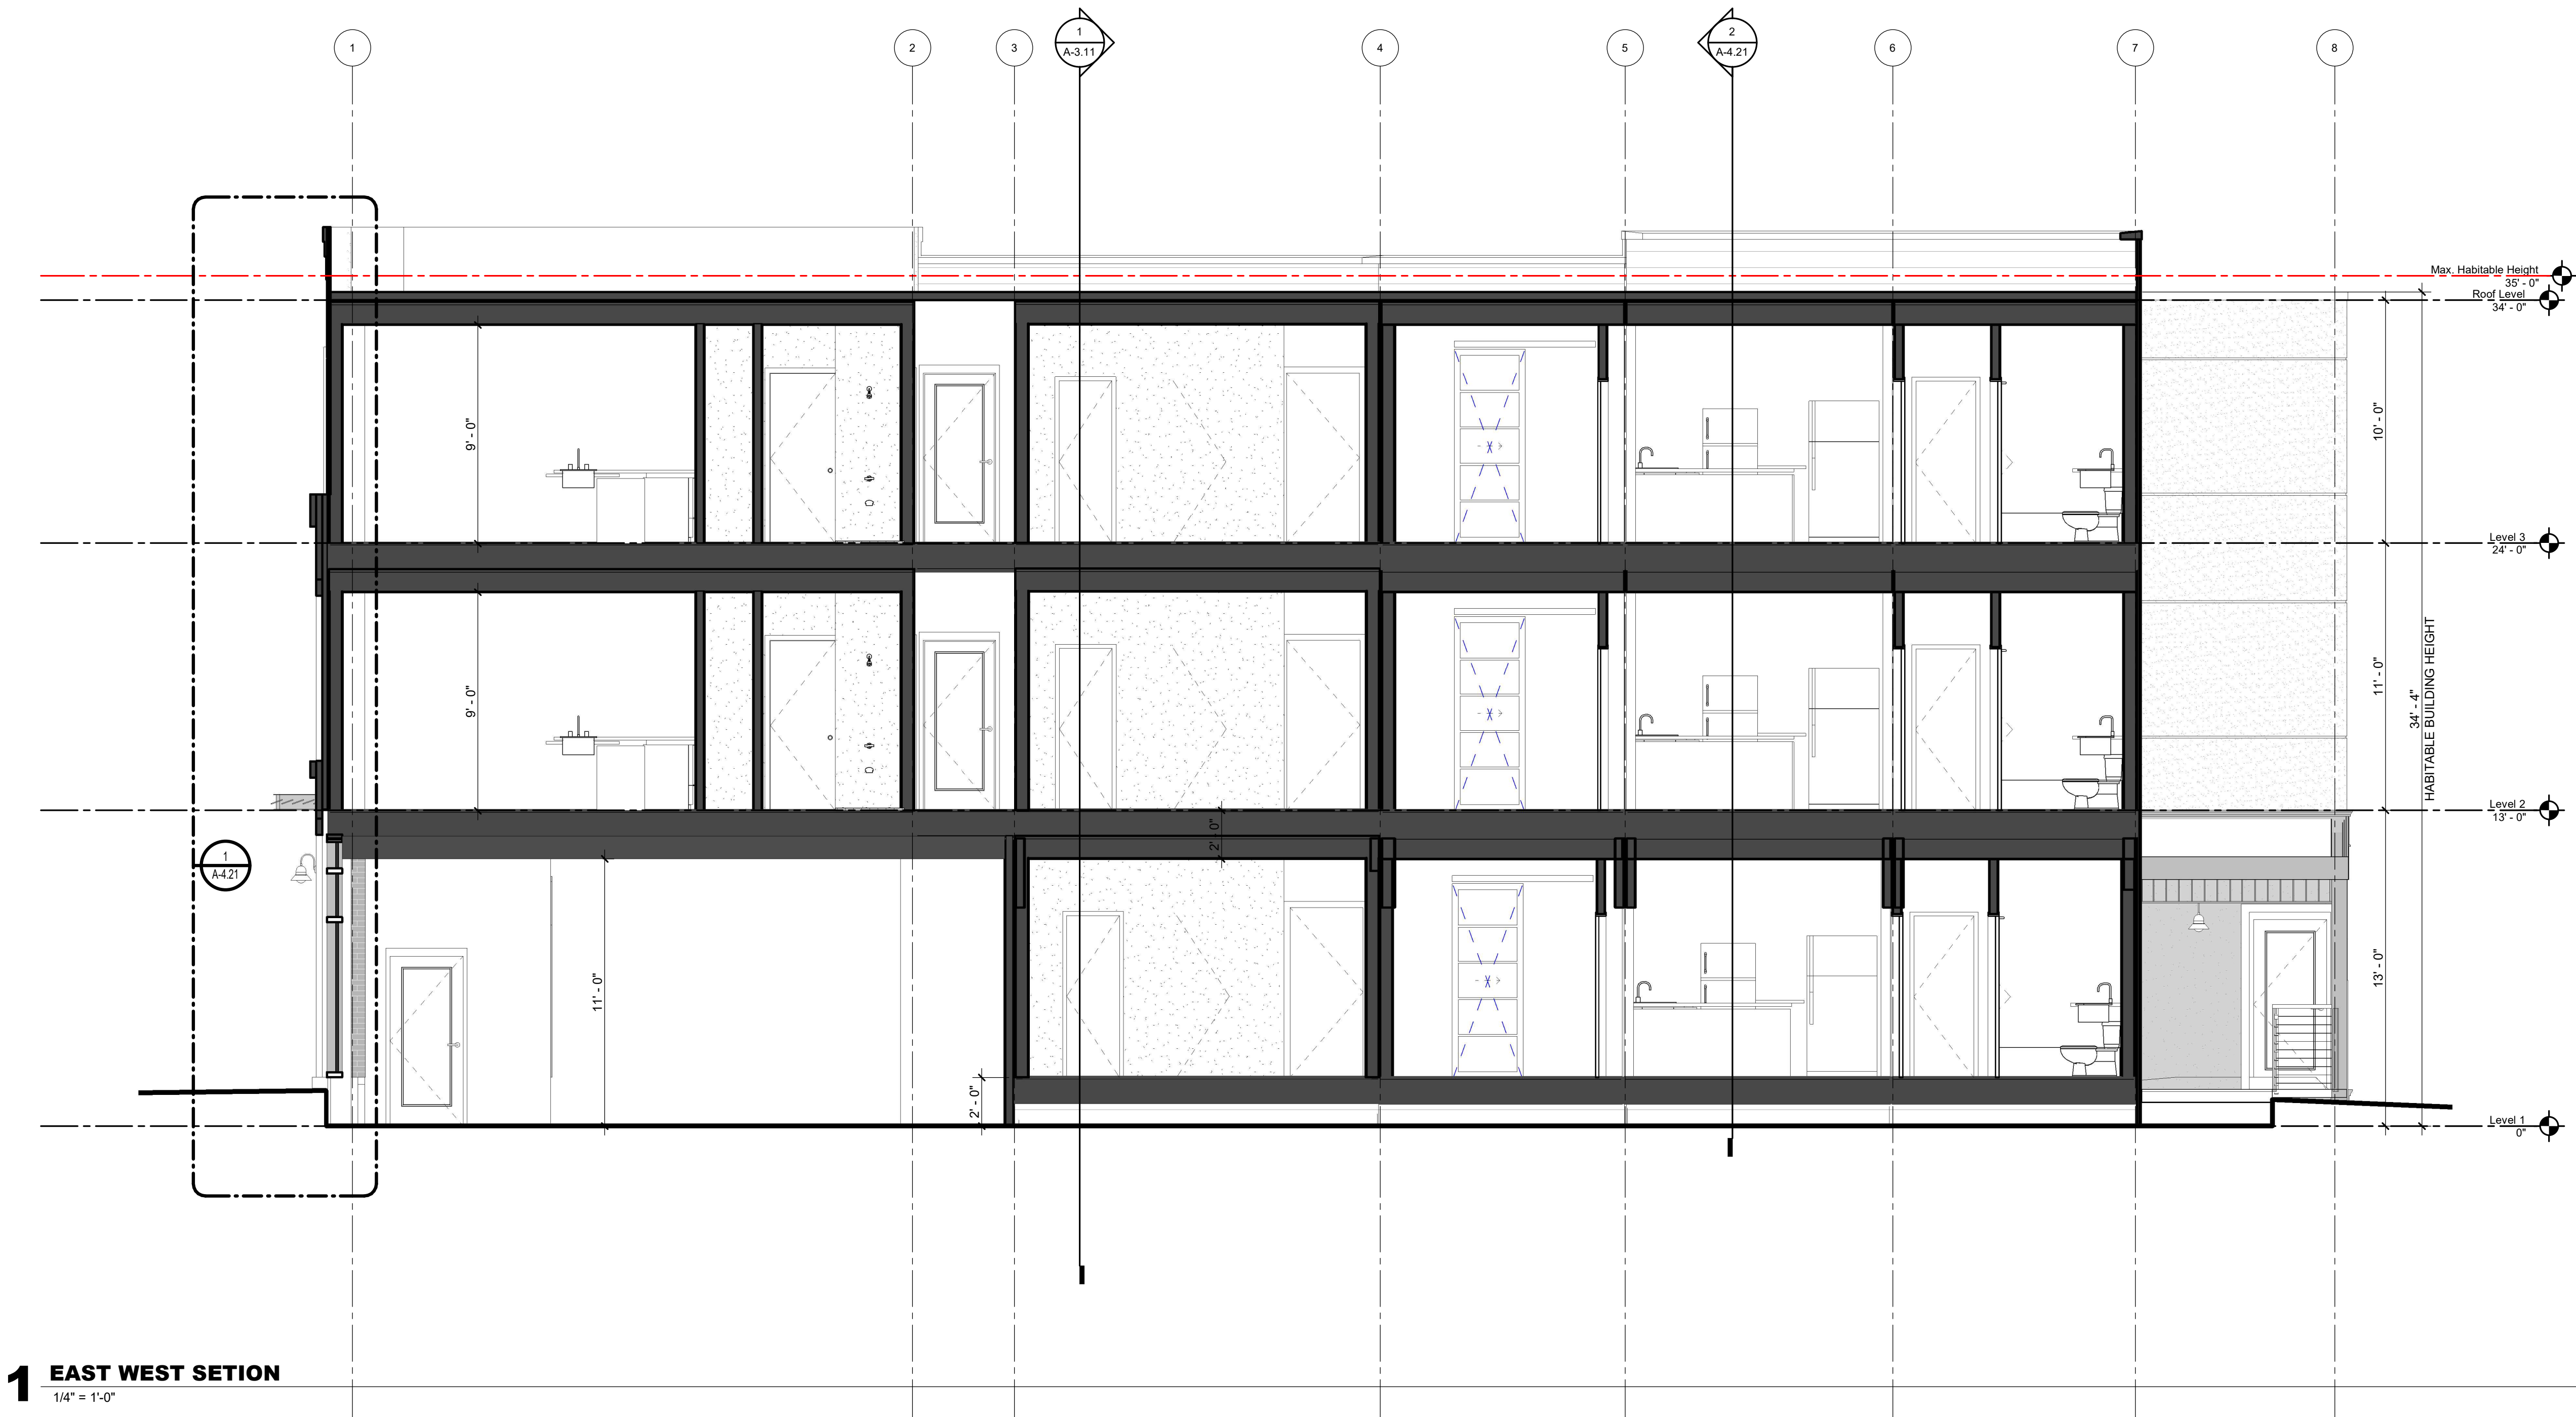 1
2
3
1
A-3.11
4
5
2
A-4.21
6
7
8
Max. Habitable Height
35' - 0"
Roof Level
34' - 0"
9' - 0"
10' - 0"
Level 3
24' - 0"
9' - 0"
11' - 0"
34' - 4"
HABITABLE BUILDING HEIGHT
Level 2
13' - 0"
2' - 0"
1
A-4.21
11' - 0"
13' - 0"
2' - 0"
Level 1
0"
1 EAST WEST SETION
1/4" = 1'-0"